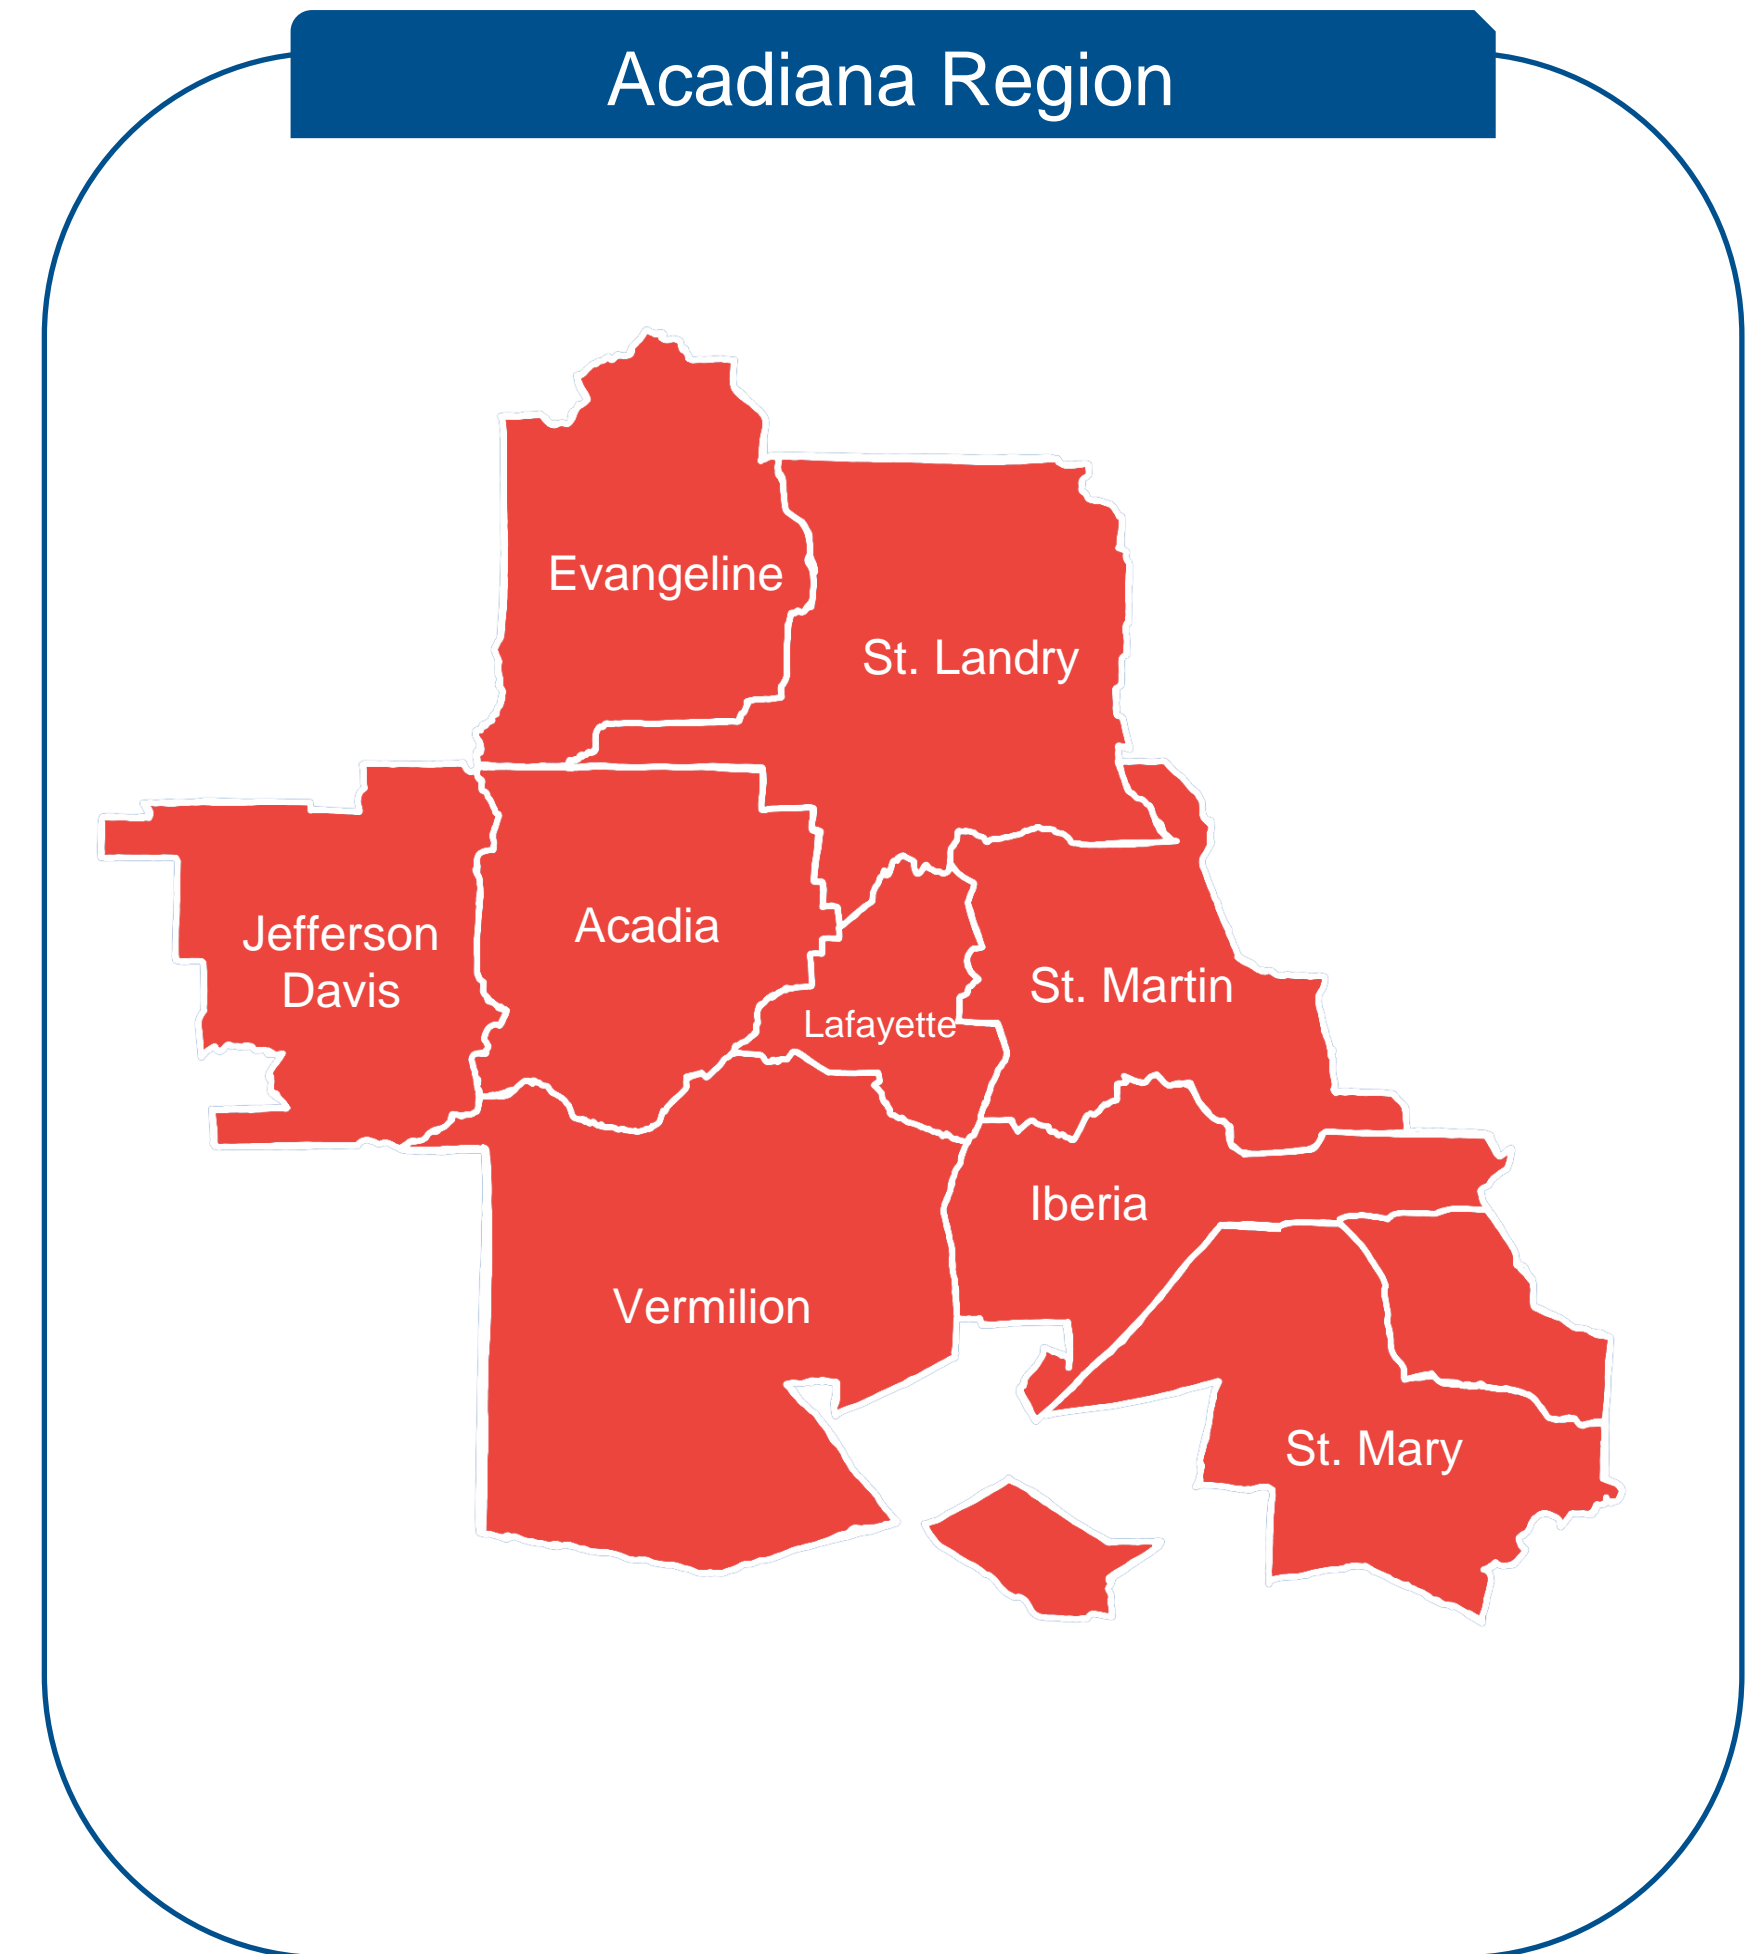 Acadiana Region
Evangeline
St. Landry
Jefferson
Davis
Acadia
St. Martin
Lafayette
Iberia
Vermilion
St. Mary